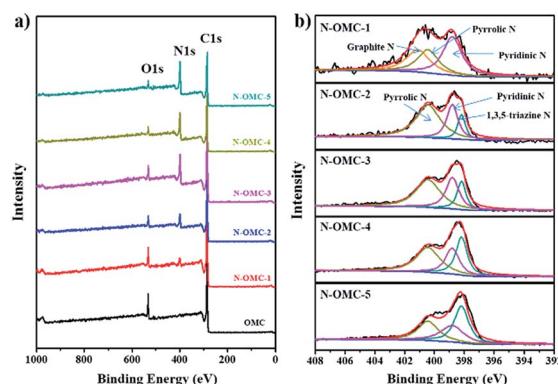 a)
C1s
N1s
O1s
N-OMC-5
N-OMC-4
N-OMC-3
N-OMC-2
N-OMC-1
OMC
Intensity
1000 800 600 400 200 0
Binding Energy (eV)
b)
N-OMC-1
Pyrrolic N
Graphite N
Pyridinic N
N-OMC-2
Pyrrolic N
Pyridinic N
1,3,5-triazine N
N-OMC-3
N-OMC-4
N-OMC-5
Intensity
408 406 404 402 400 398 396 394 392
Binding Energy (eV)